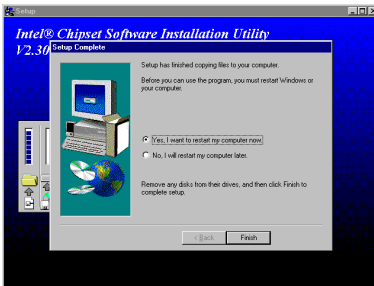 Setup
Intel® Chipset Software Installation Utility
V2.30
Setup Complete
Setup has finished copying files to your computer.
Before you can use the program, you must restart Windows or
your computer.
Yes, I want to restart my computer now.
No, I will restart my computer later.
Remove any disks from their drives, and then click Finish to
complete setup.
< Back
Finish